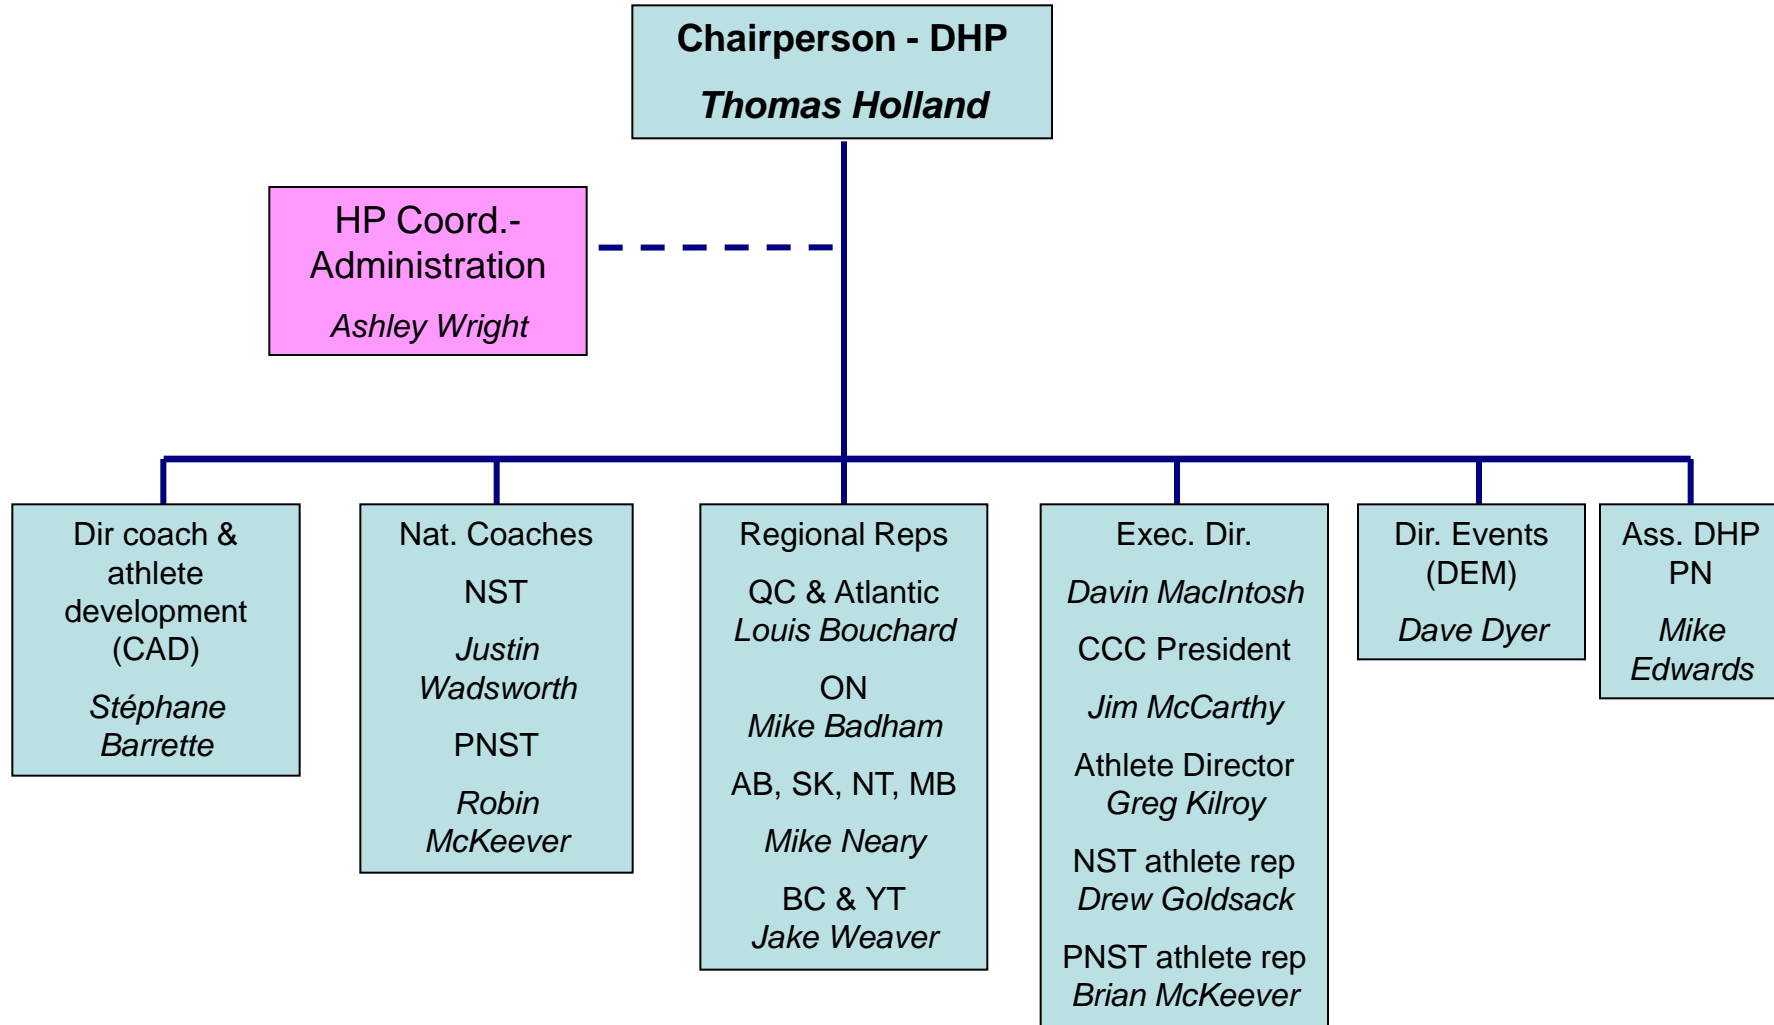 Chairperson - DHP
Thomas Holland
HP Coord.-
Administration
Ashley Wright
Dir coach &
athlete
development
(CAD)
Stéphane
Barrette
Nat. Coaches
NST
Justin
Wadsworth
PNST
Robin
McKeever
Regional Reps
QC & Atlantic
Louis Bouchard
ON
Mike Badham
AB, SK, NT, MB
Mike Neary
BC & YT
Jake Weaver
Exec. Dir.
Davin MacIntosh
CCC President
Jim McCarthy
Athlete Director
Greg Kilroy
NST athlete rep
Drew Goldsack
PNST athlete rep
Brian McKeever
Dir. Events
(DEM)
Dave Dyer
Ass. DHP
PN
Mike
Edwards